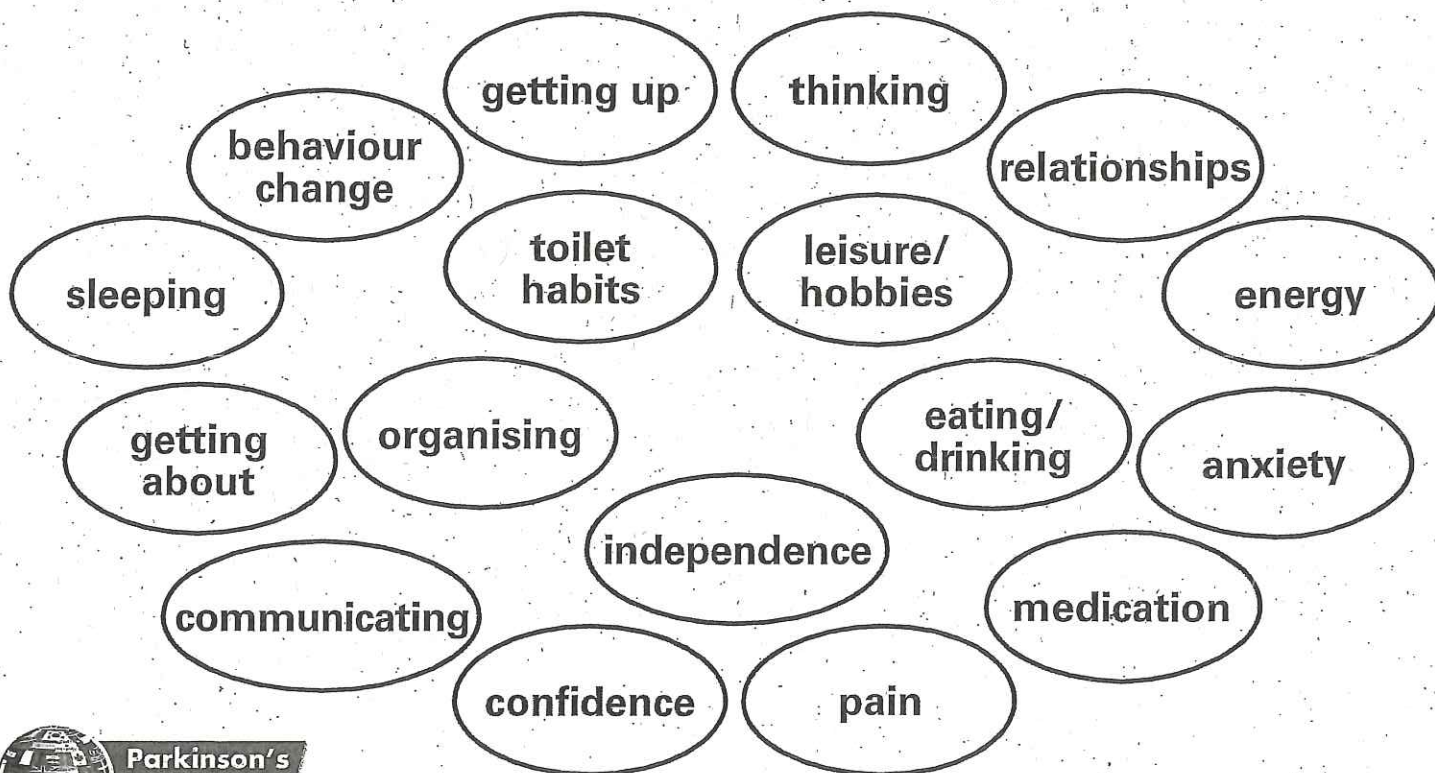 getting up
thinking
behaviour
change
relationships
toilet
habits
leisure/
hobbies
sleeping
energy
getting
about
organising
eating/
drinking
anxiety
independence
communicating
medication
confidence
pain
Parkinson's